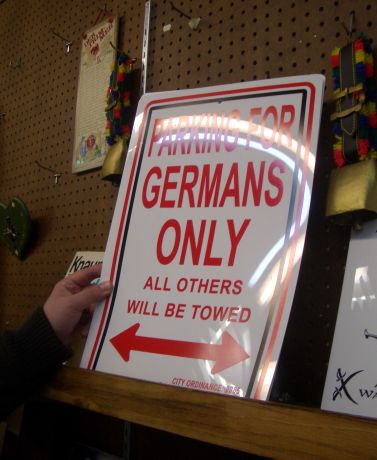 PARKING FOR
GERMANS
ONLY
ALL OTHERS
WILL BE TOWED
CITY ORDINANCE